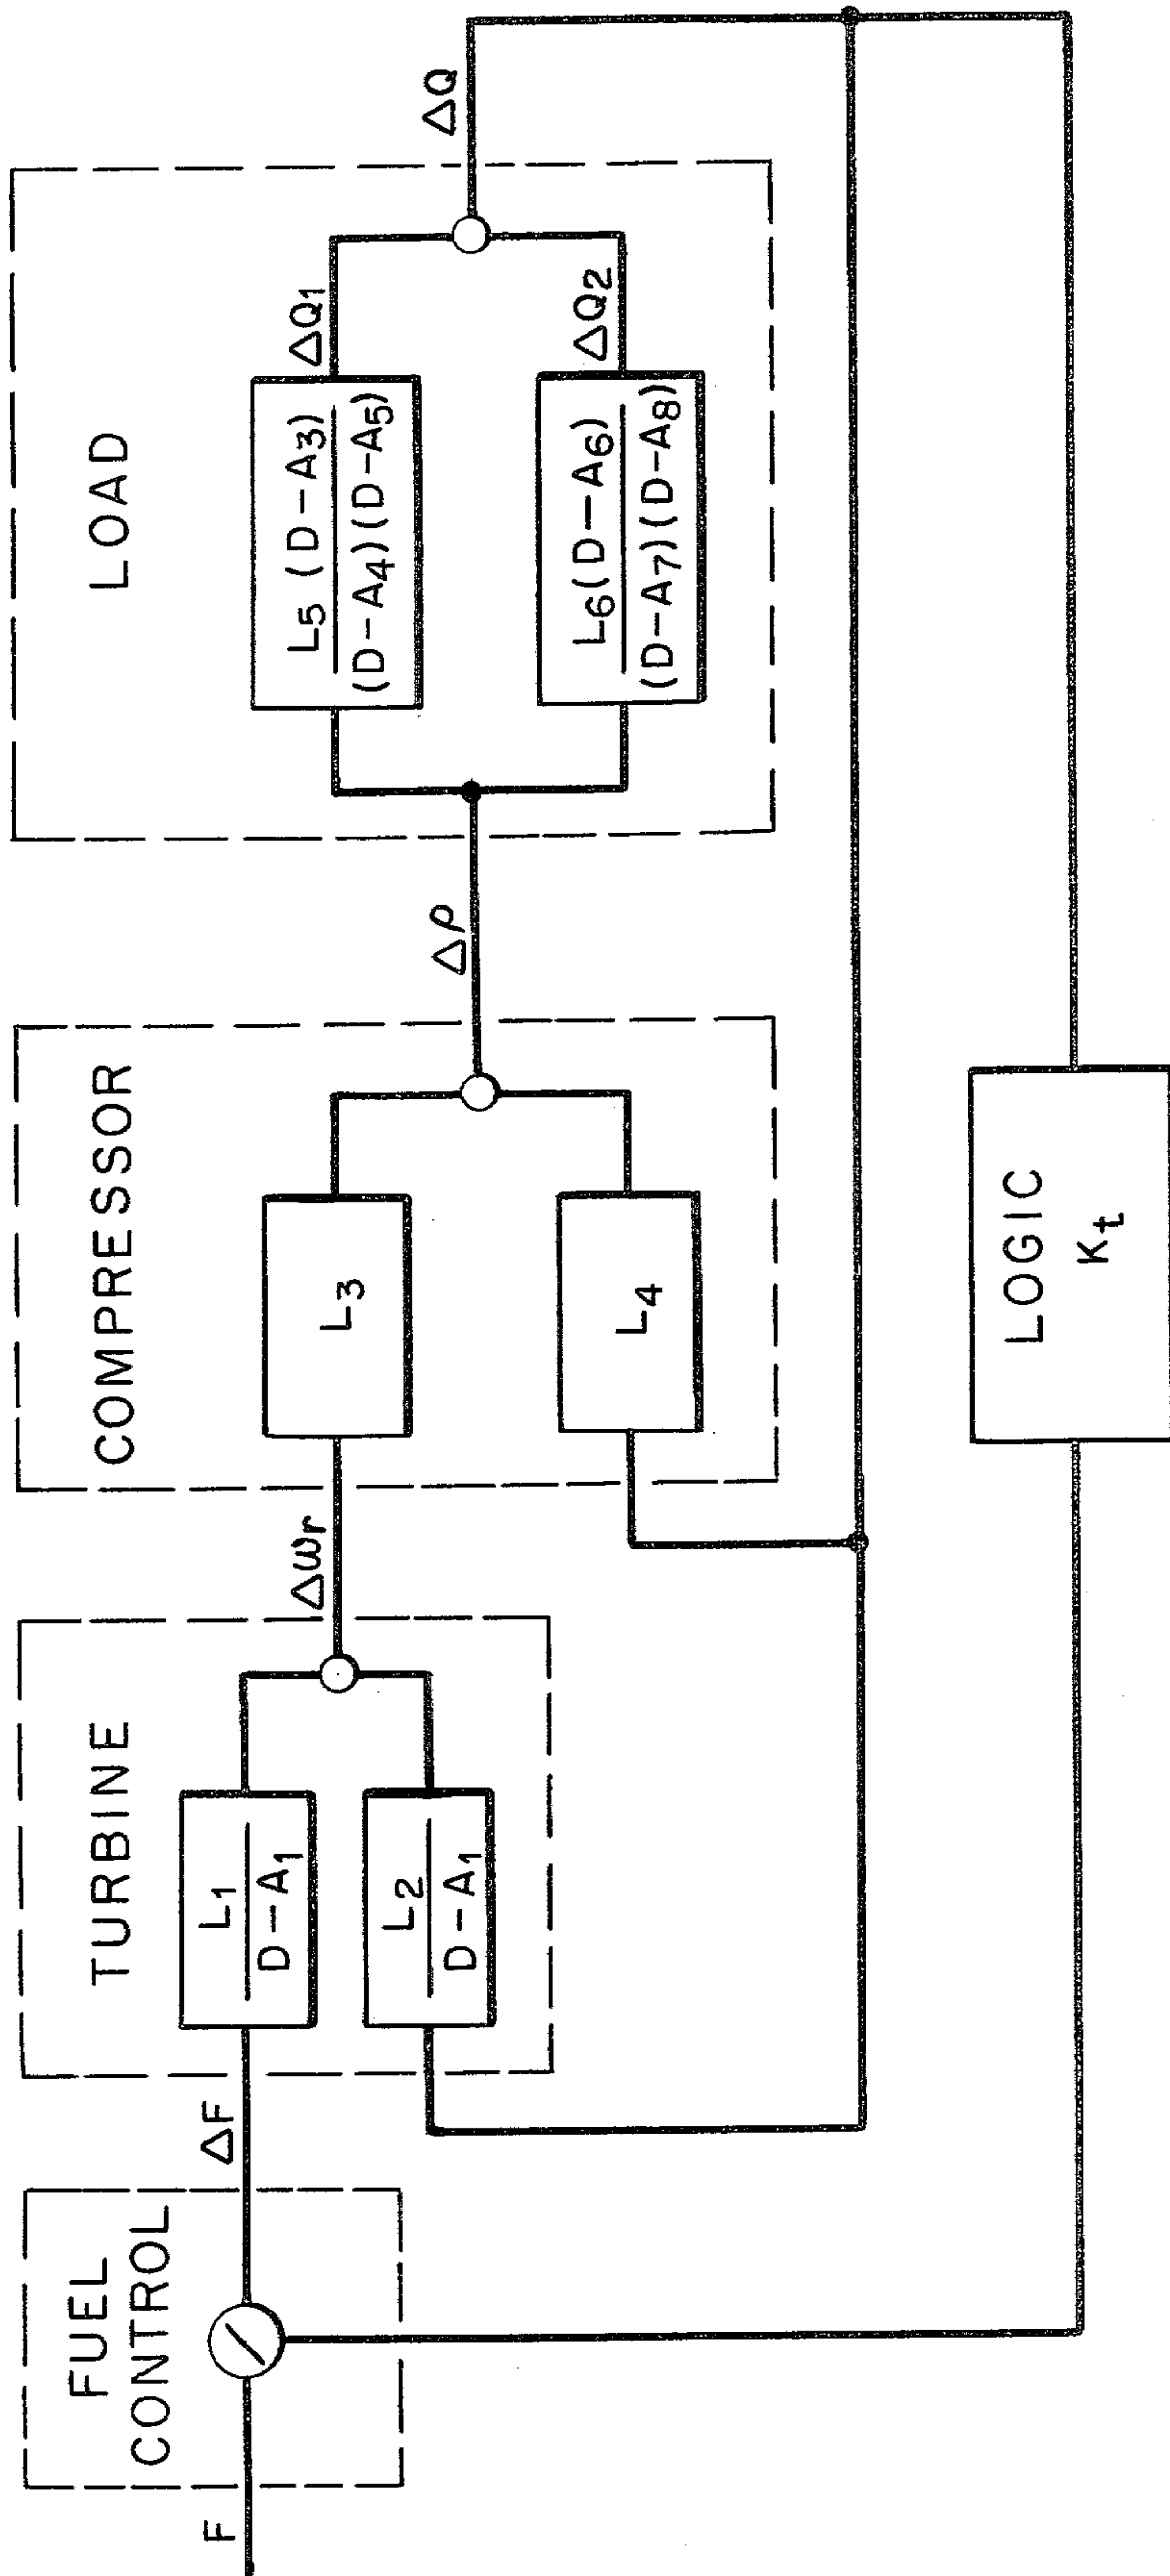 FUEL
CONTROL
F
ΔF
TURBINE
L1
D-A1
L2
D-A1
Δωr
COMPRESSOR
L3
L4
Δρ
LOAD
L5 (D-A3)
(D-A4)(D-A5)
ΔQ1
L6(D-A6)
(D-A7)(D-A8)
ΔQ2
ΔQ
LOGIC
Kt